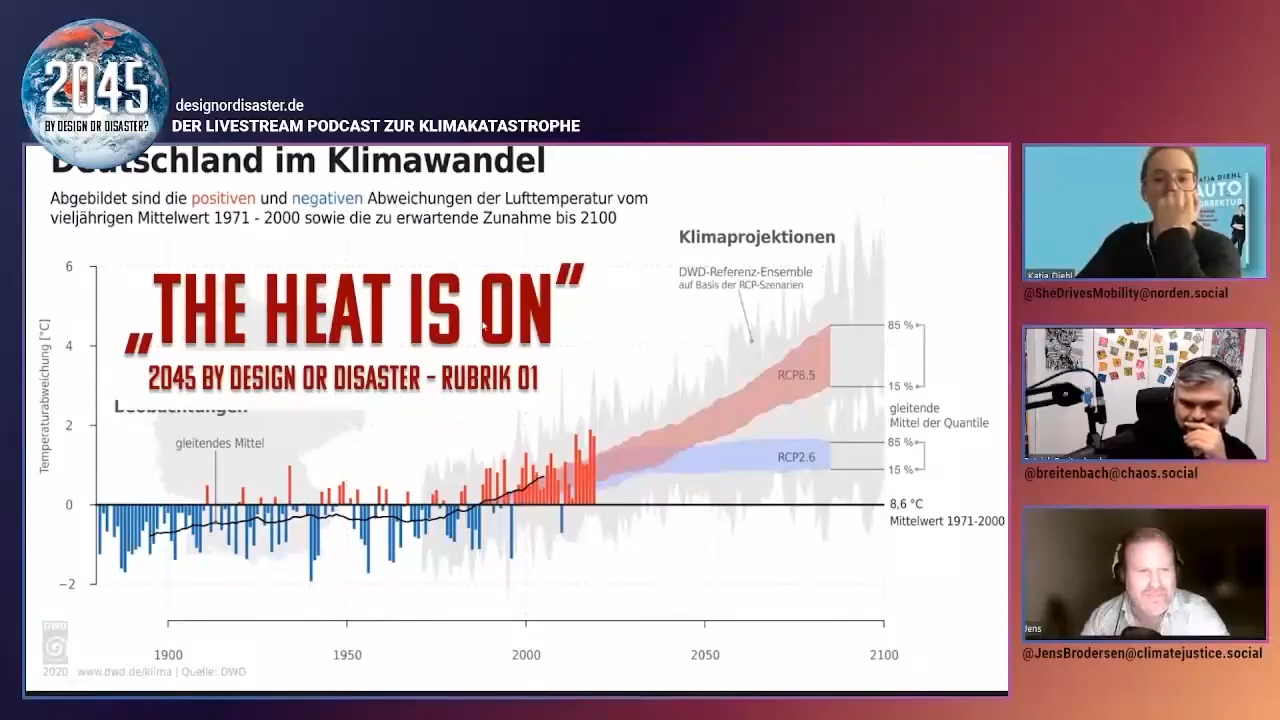 2045
BY DESIGN OR DISASTER?
designordisaster.de
DER LIVESTREAM PODCAST ZUR KLIMAKATASTROPHE
Deutschland im Klimawandel
Abgebildet sind die positiven und negativen Abweichungen der Lufttemperatur vom
vieljährigen Mittelwert 1971 - 2000 sowie die zu erwartende Zunahme bis 2100
Klimaprojektionen
DWD-Referenz-Ensemble
auf Basis der RCP-Szenarien
„THE HEAT IS ON”
2045 BY DESIGN OR DISASTER - RUBRIK 01
Beobachtungen
gleitendes Mittel
Temperaturabweichung [°C]
6
4
2
0
−2
RCP8.5
RCP2.6
85 %
15 %
gleitende
Mittel der Quantile
85 %
15 %
8,6 °C
Mittelwert 1971-2000
1900
1950
2000
2050
2100
DWD
2020 www.dwd.de/klima | Quelle: DWD
KATJA DIEHL
AUTO
KORREKTUR
Katja Diehl
@SheDrivesMobility@norden.social
@breitenbach@chaos.social
Jens
@JensBrodersen@climatejustice.social